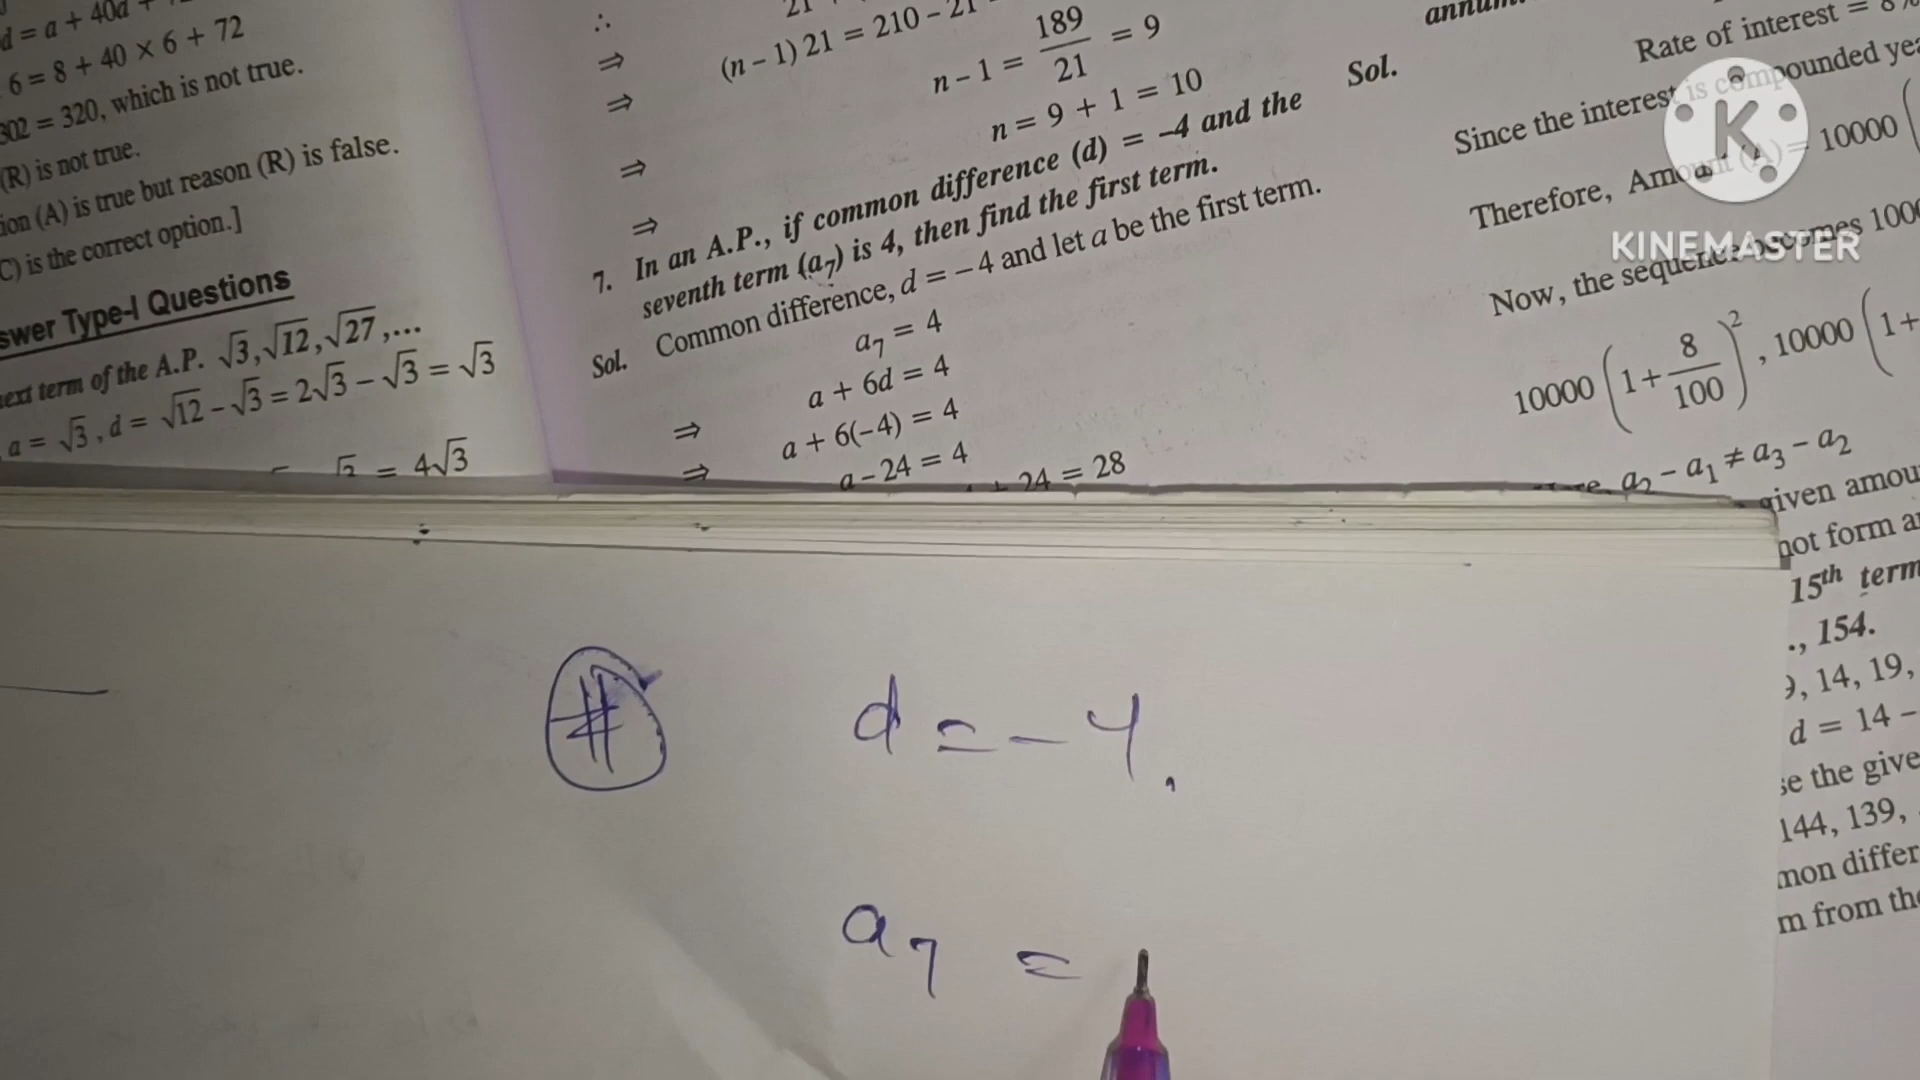 d = a + 40d +
6 = 8 + 40 × 6 + 72
302 = 320, which is not true.
(R) is not true.
ion (A) is true but reason (R) is false.
C) is the correct option.]
swer Type-I Questions
next term of the A.P. √3, √12, √27 ,...
a = √3 , d = √12 - √3 = 2√3 - √3 = √3
= 4√3
∴ 21
⇒ (n - 1) 21 = 210 - 21
⇒ n - 1 = 189/21 = 9
⇒ n = 9 + 1 = 10
⇒
7. In an A.P., if common difference (d) = -4 and the
seventh term (a₇) is 4, then find the first term.
Sol. Common difference, d = - 4 and let a be the first term.
a₇ = 4
a + 6d = 4
⇒ a + 6(-4) = 4
⇒ a - 24 = 4
+ 24 = 28
annum
Rate of interest = 8%
Sol. Since the interest is compounded yea
Therefore, Amount (A) = 10000 (
Now, the sequence becomes 1000
10000 (1+ 8/100)² , 10000 (1+
a₂ - a₁ ≠ a₃ - a₂
given amou
not form a
15th term
., 154.
9, 14, 19,
d = 14 -
se the give
144, 139,
mon differ
m from the
K
KINEMASTER
# d = - 4,
a₇ =